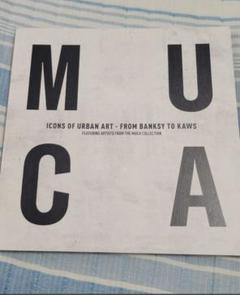 M U
ICONS OF URBAN ART - FROM BANKSY TO KAWS
FEATURING ARTISTS FROM THE MUCA COLLECTION
C A